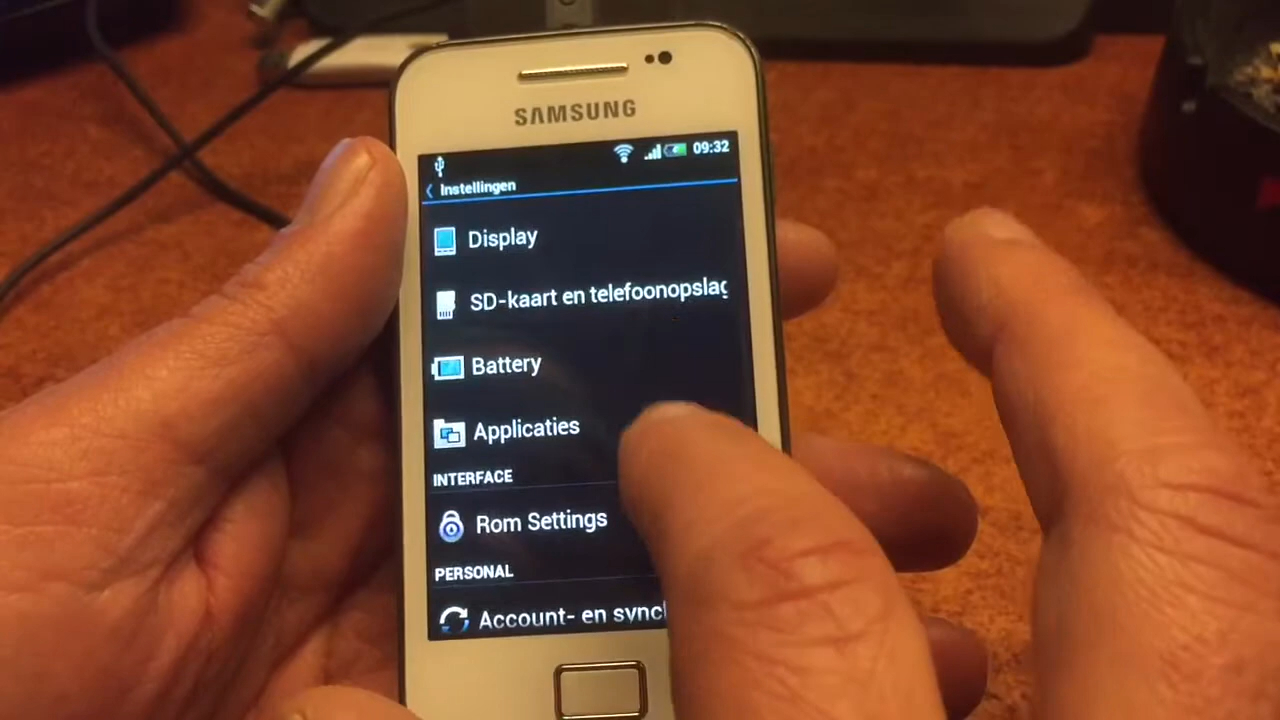 SAMSUNG
09:32
Instellingen
Display
SD-kaart en telefoonopslag
Battery
Applicaties
INTERFACE
Rom Settings
PERSONAL
Account- en sync